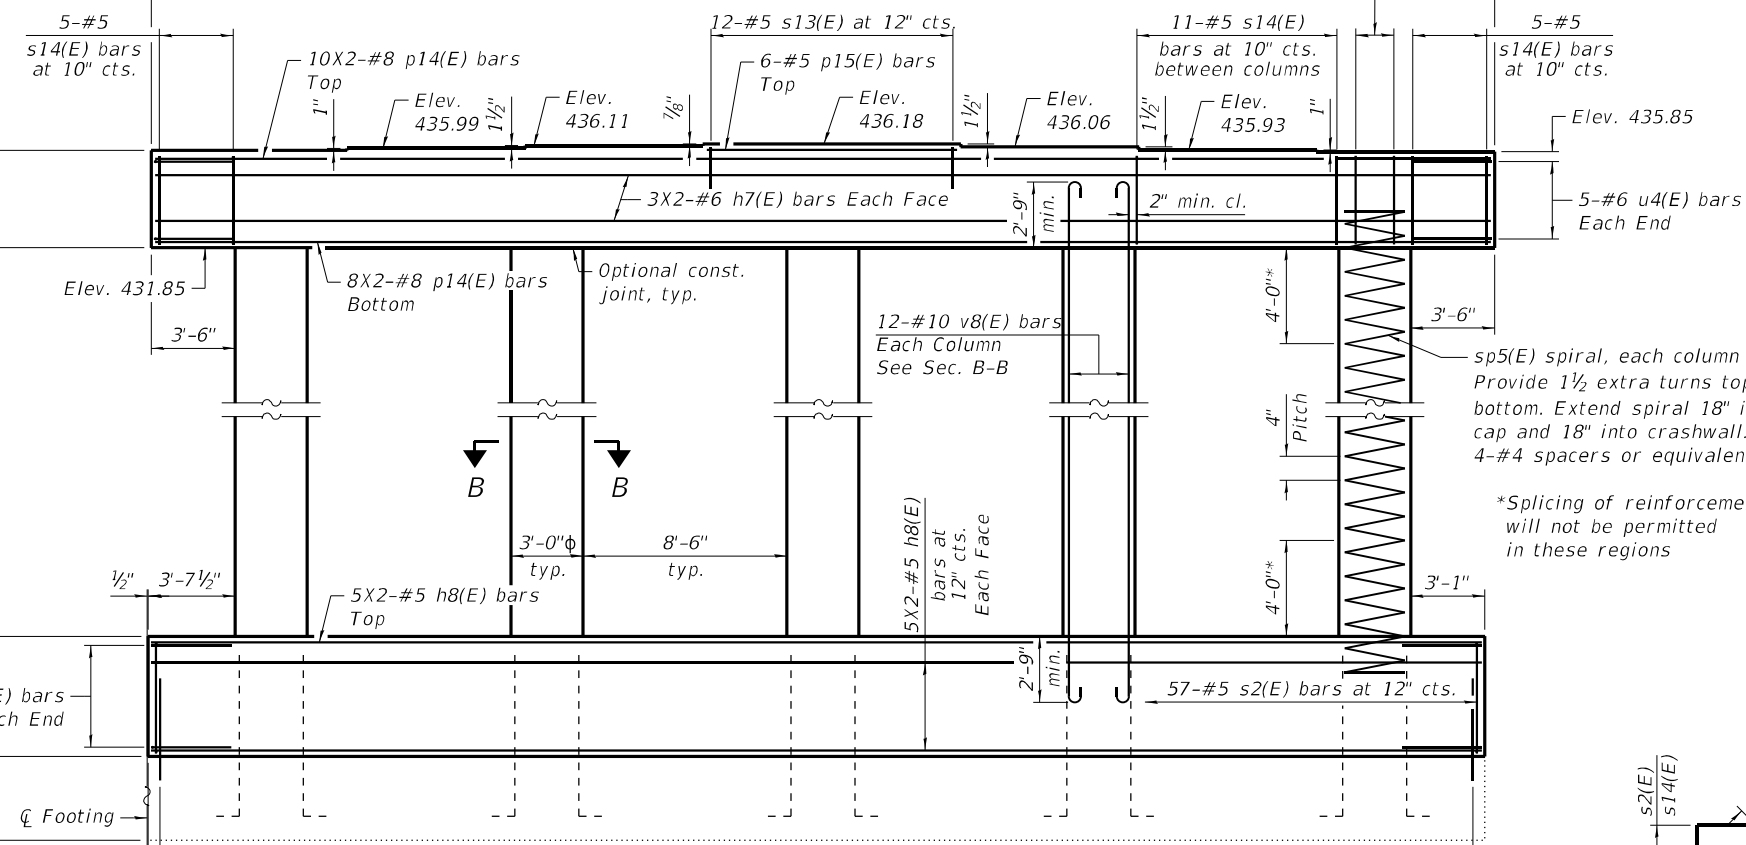 5-#5
s14(E) bars
at 10" cts.
10X2-#8 p14(E) bars
Top
12-#5 s13(E) at 12" cts.
6-#5 p15(E) bars
Top
11-#5 s14(E)
bars at 10" cts.
between columns
5-#5
s14(E) bars
at 10" cts.
1"
Elev.
435.99
1½"
Elev.
436.11
⅞"
Elev.
436.18
1½"
Elev.
436.06
1½"
Elev.
435.93
1"
Elev. 435.85
3X2-#6 h7(E) bars Each Face
2'-9"
min.
2" min. cl.
5-#6 u4(E) bars
Each End
Elev. 431.85
8X2-#8 p14(E) bars
Bottom
Optional const.
joint, typ.
3'-6"
12-#10 v8(E) bars
Each Column
See Sec. B-B
4'-0"*
3'-6"
sp5(E) spiral, each column
Provide 1½ extra turns top
bottom. Extend spiral 18" i
cap and 18" into crashwall.
4-#4 spacers or equivalen
4"
Pitch
B
B
*Splicing of reinforceme
will not be permitted
in these regions
3'-0"ϕ
typ.
8'-6"
typ.
5X2-#5 h8(E)
bars at
12" cts.
Each Face
½"
3'-7½"
5X2-#5 h8(E) bars
Top
4'-0"*
3'-1"
E) bars
ch End
2'-9"
min.
57-#5 s2(E) bars at 12" cts.
℄ Footing
s2(E)
s14(E)